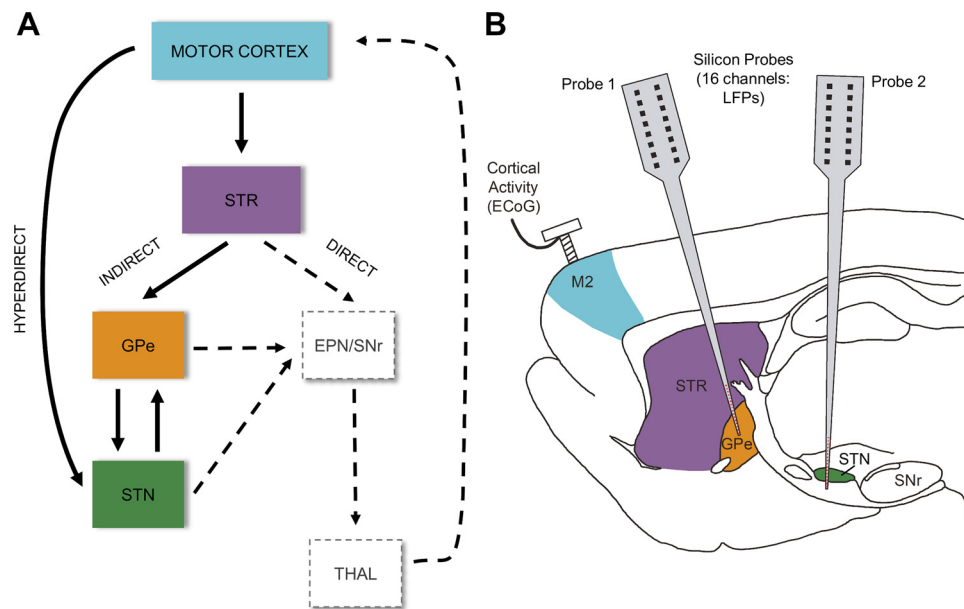 A
MOTOR CORTEX
STR
HYPERDIRECT
INDIRECT
DIRECT
GPe
EPN/SNr
STN
THAL
B
Silicon Probes
(16 channels:
LFPs)
Probe 1
Probe 2
Cortical
Activity
(ECoG)
M2
STR
GPe
STN
SNr